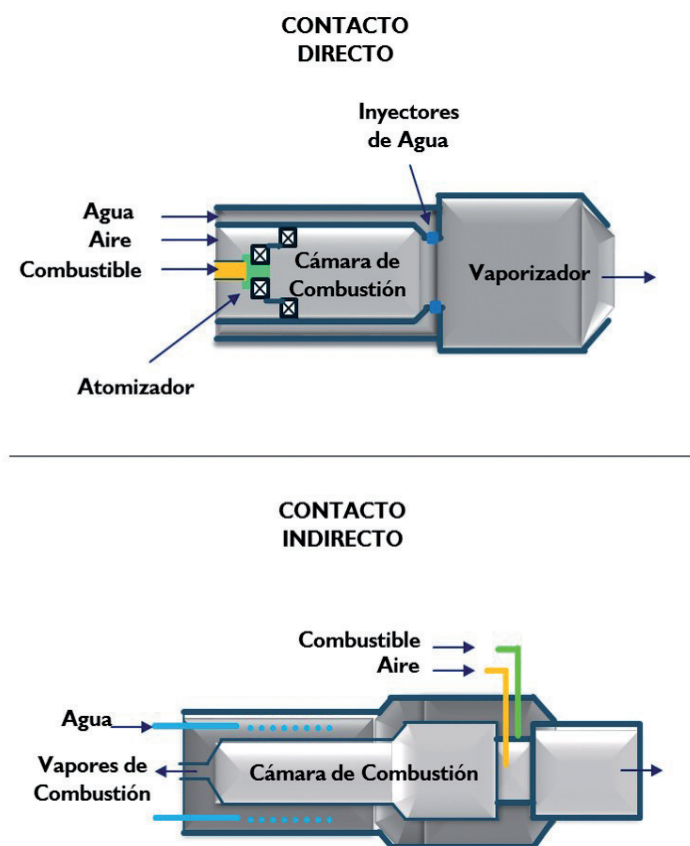 CONTACTO
DIRECTO
Inyectores
de Agua
Agua
Aire
Combustible
Cámara de
Combustión
Vaporizador
Atomizador
CONTACTO
INDIRECTO
Combustible
Aire
Agua
Vapores de
Combustión
Cámara de Combustión